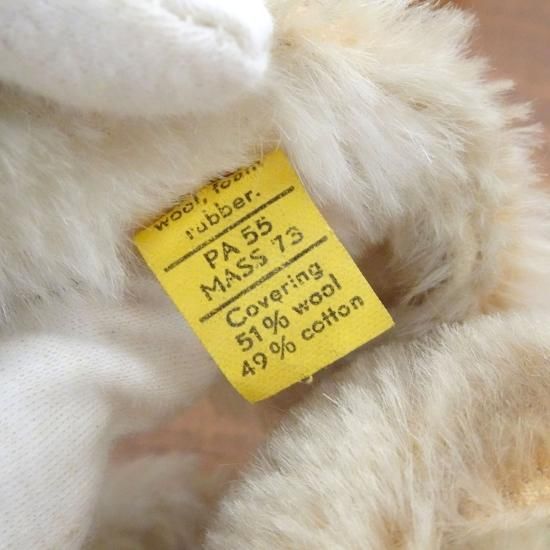 wool, foam
rubber.
PA 55
MASS 73
Covering
51% wool
49% cotton